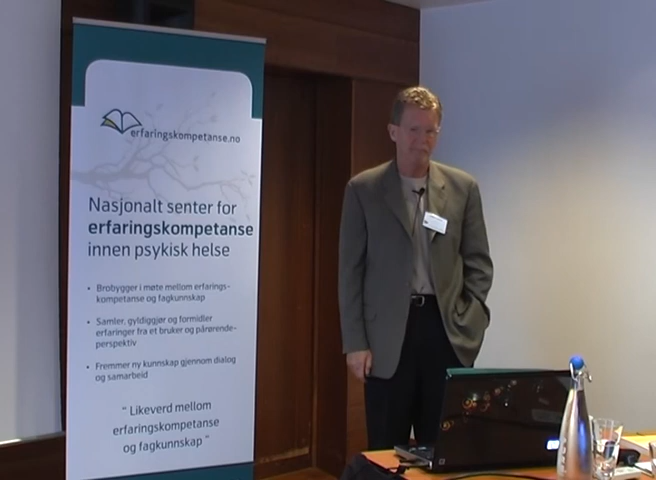 erfaringskompetanse.no
Nasjonalt senter for
erfaringskompetanse
innen psykisk helse
• Brobygger i møte mellom erfarings-
kompetanse og fagkunnskap
• Samler, gyldiggjør og formidler
erfaringer fra et bruker og pårørende-
perspektiv
• Fremmer ny kunnskap gjennom dialog
og samarbeid
“ Likeverd mellom
erfaringskompetanse
og fagkunnskap ”